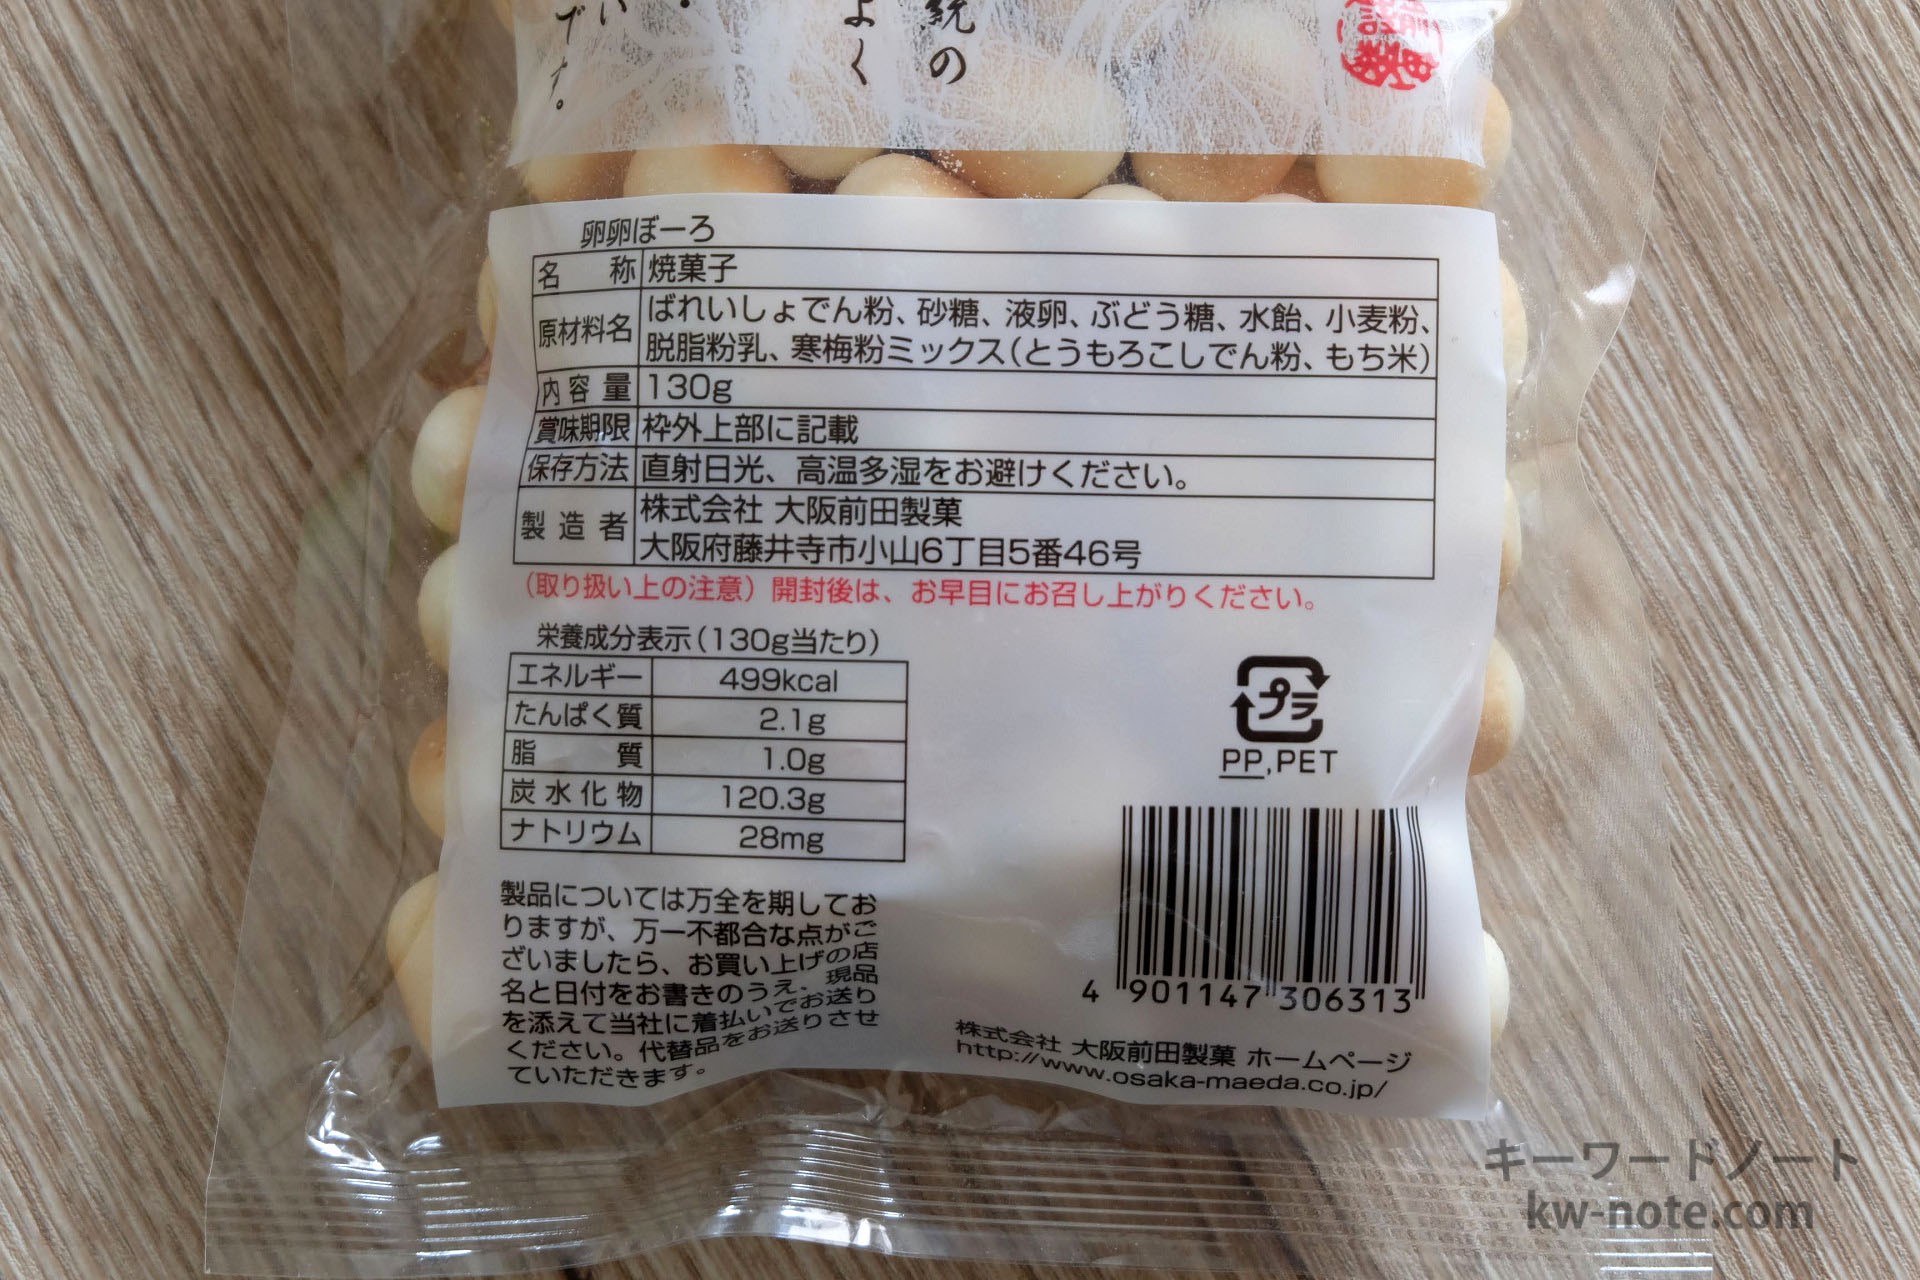 統の
よく
す。
卵卵ぼーろ
名 称 焼菓子
原材料名 ばれいしょでん粉、砂糖、液卵、ぶどう糖、水飴、小麦粉、
脱脂粉乳、寒梅粉ミックス(とうもろこしでん粉、もち米)
内容量 130g
賞味期限 枠外上部に記載
保存方法 直射日光、高温多湿をお避けください。
製造者 株式会社 大阪前田製菓
大阪府藤井寺市小山6丁目5番46号
(取り扱い上の注意) 開封後は、お早目にお召し上がりください。
栄養成分表示(130g当たり)
エネルギー 499kcal
たんぱく質 2.1g
脂 質 1.0g
炭水化物 120.3g
ナトリウム 28mg
プラ
PP,PET
製品については万全を期してお
りますが、万一不都合な点がご
ざいましたら、お買い上げの店
名と日付をお書きのうえ、現品
を添えて当社に着払いでお送り
ください。代替品をお送りさせ
ていただきます。
4 901147 306313
株式会社 大阪前田製菓 ホームページ
http://www.osaka-maeda.co.jp/
キーワードノート
kw-note.com